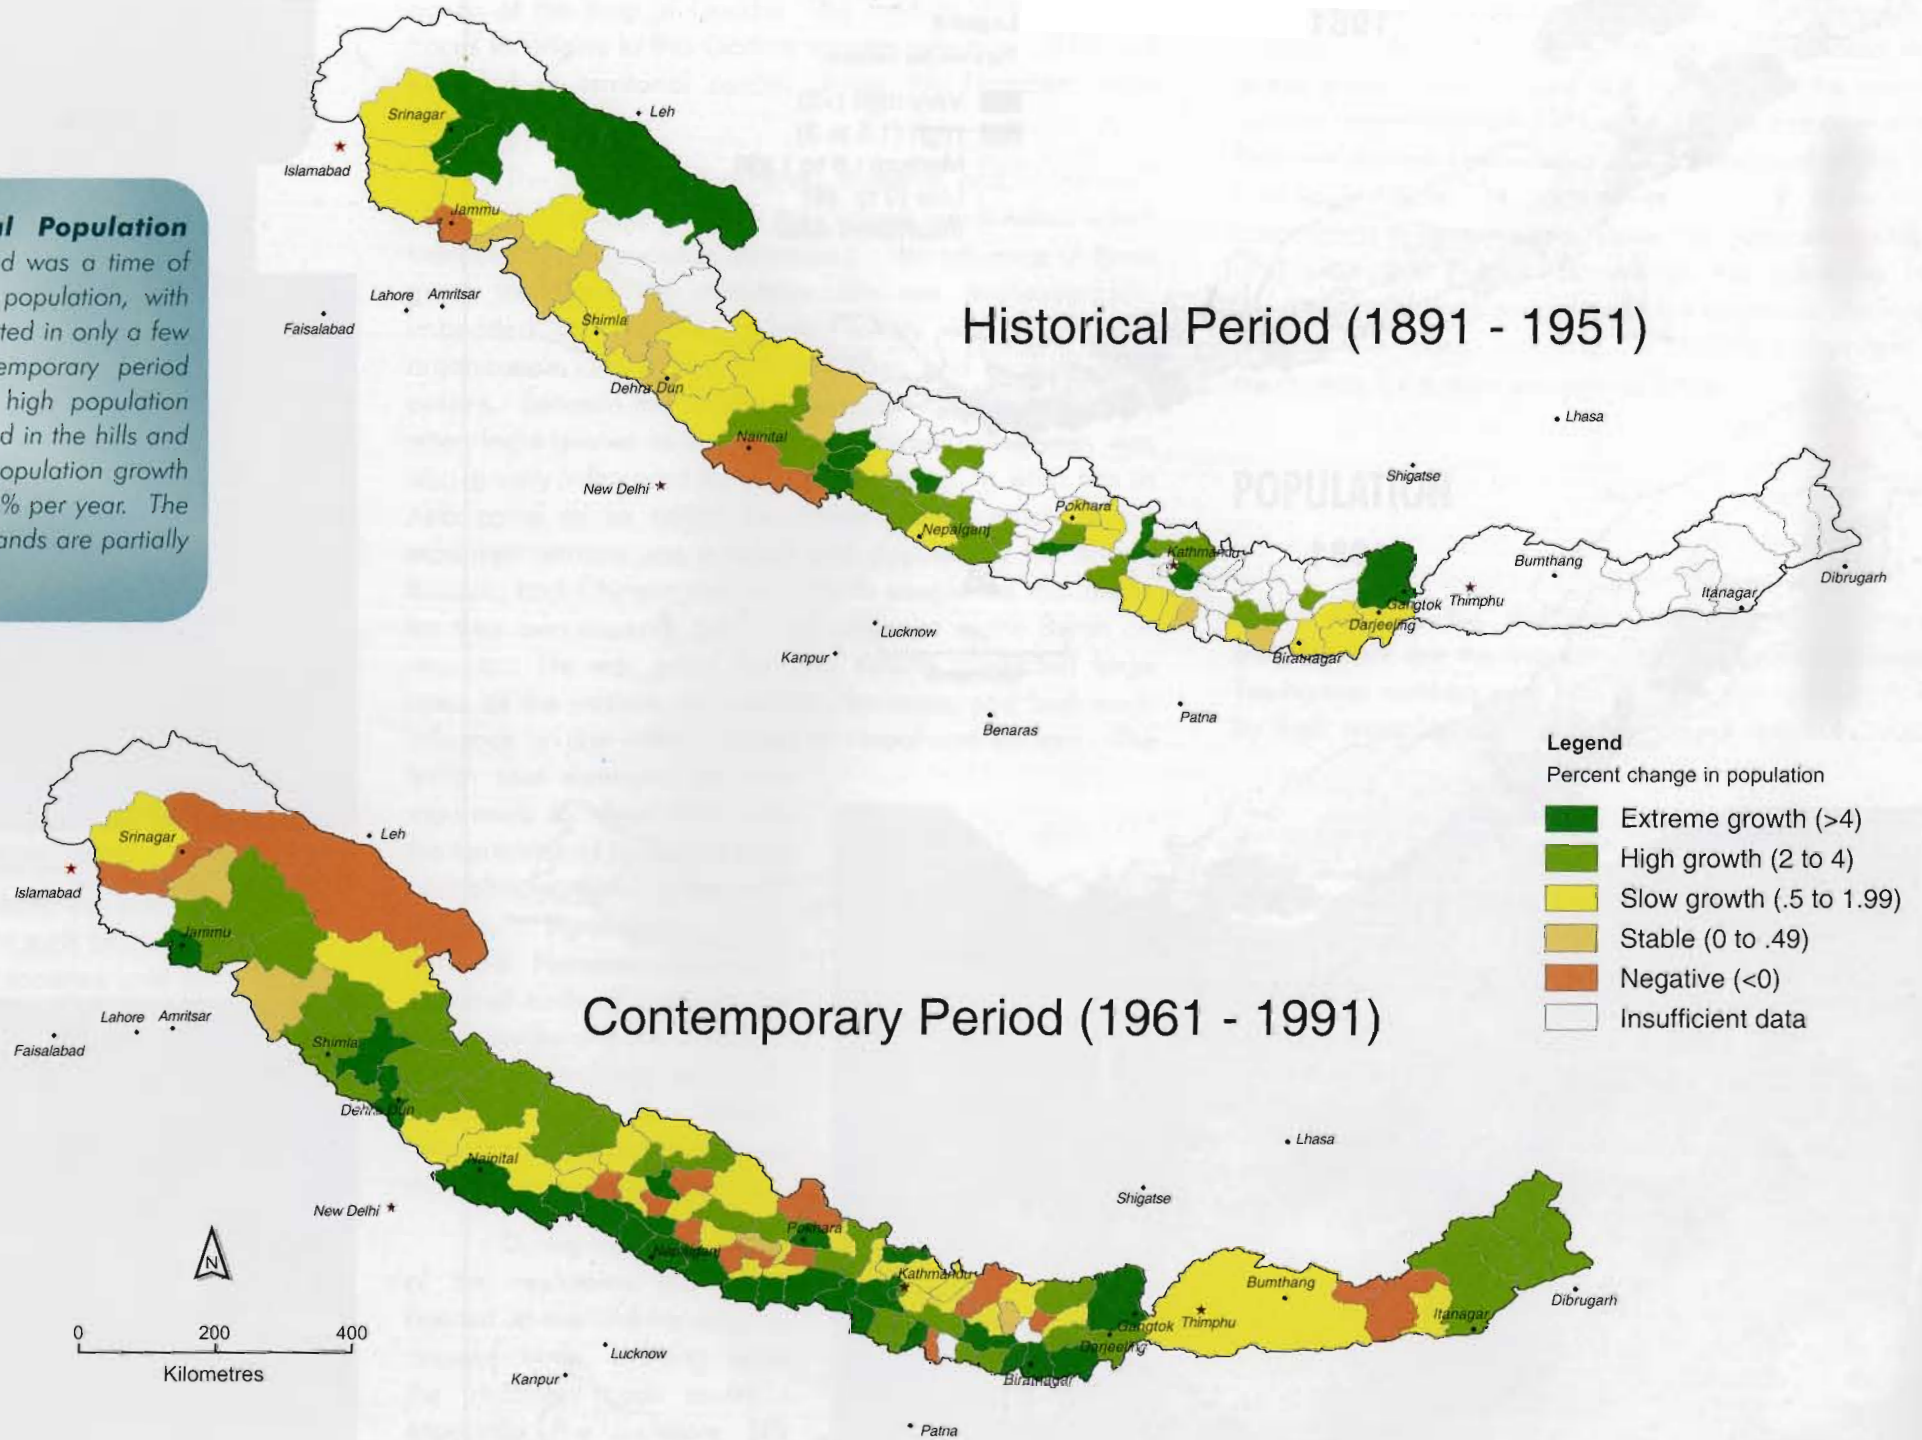 l Population
d was a time of
population, with
ted in only a few
emporary period
high population
d in the hills and
opulation growth
% per year. The
ands are partially
Historical Period (1891 - 1951)
Srinagar
Leh
Islamabad
Jammu
Lahore
Amritsar
Faisalabad
Shimla
Dehra Dun
Nainital
New Delhi
Nepalganj
Pokhara
Kathmandu
Lhasa
Shigatse
Bumthang
Dibrugarh
Itanagar
Gangtok
Thimphu
Darjeeling
Biratnagar
Lucknow
Kanpur
Benaras
Patna
POPULATION
Legend
Percent change in population
Extreme growth (>4)
High growth (2 to 4)
Slow growth (.5 to 1.99)
Stable (0 to .49)
Negative (<0)
Insufficient data
Contemporary Period (1961 - 1991)
Srinagar
Leh
Islamabad
Jammu
Lahore
Amritsar
Faisalabad
Shimla
Dehra Dun
Nainital
New Delhi
Nepalganj
Pokhara
Kathmandu
Lhasa
Shigatse
Bumthang
Thimphu
Itanagar
Dibrugarh
Gangtok
Darjeeling
Biratnagar
Lucknow
Kanpur
Patna
N
0 200 400
Kilometres